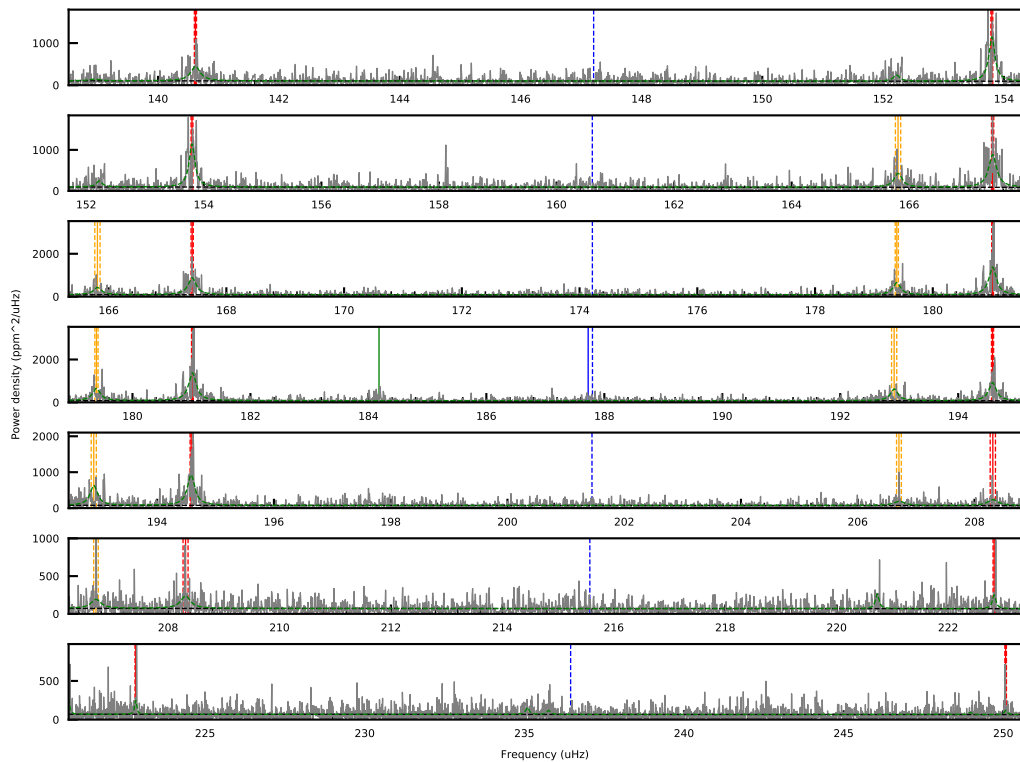 1000
0
140 142 144 146 148 150 152 154
1000
0
152 154 156 158 160 162 164 166
2000
0
166 168 170 172 174 176 178 180
Power density (ppm^2/uHz)
2000
0
180 182 184 186 188 190 192 194
2000
1000
0
194 196 198 200 202 204 206 208
1000
500
0
208 210 212 214 216 218 220 222
500
0
225 230 235 240 245 250
Frequency (uHz)